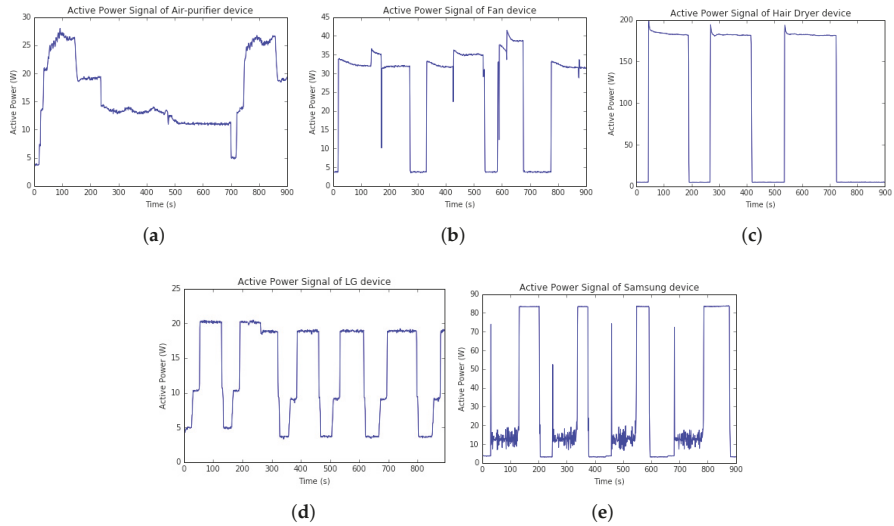 Active Power Signal of Air-purifier device
30
25
20
15
10
5
0
Active Power (W)
0 100 200 300 400 500 600 700 800 900
Time (s)
(a)
Active Power Signal of Fan device
45
40
35
30
25
20
15
10
5
0
Active Power (W)
0 100 200 300 400 500 600 700 800 900
Time (s)
(b)
Active Power Signal of Hair Dryer device
200
150
100
50
0
Active Power (W)
0 100 200 300 400 500 600 700 800 900
Time (s)
(c)
Active Power Signal of LG device
25
20
15
10
5
0
Active Power (W)
0 100 200 300 400 500 600 700 800
Time (s)
(d)
Active Power Signal of Samsung device
90
80
70
60
50
40
30
20
10
0
Active Power (W)
0 100 200 300 400 500 600 700 800 900
Time (s)
(e)